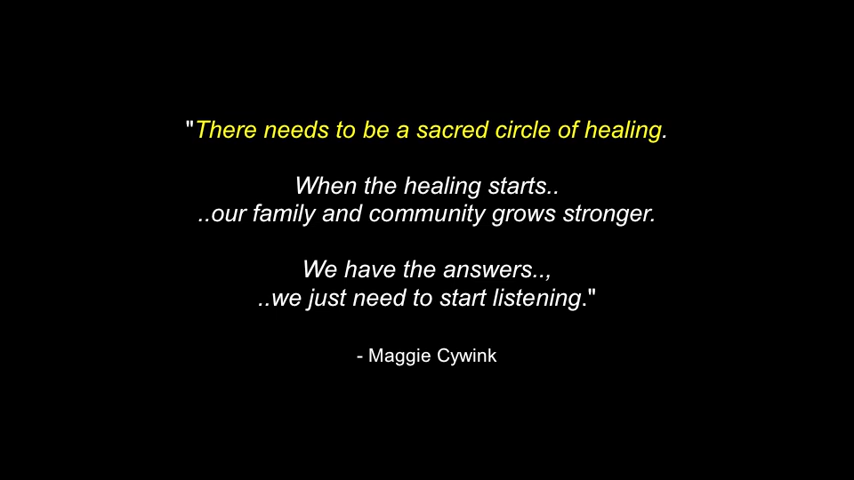 "There needs to be a sacred circle of healing.
When the healing starts..
..our family and community grows stronger.
We have the answers..,
..we just need to start listening."
- Maggie Cywink